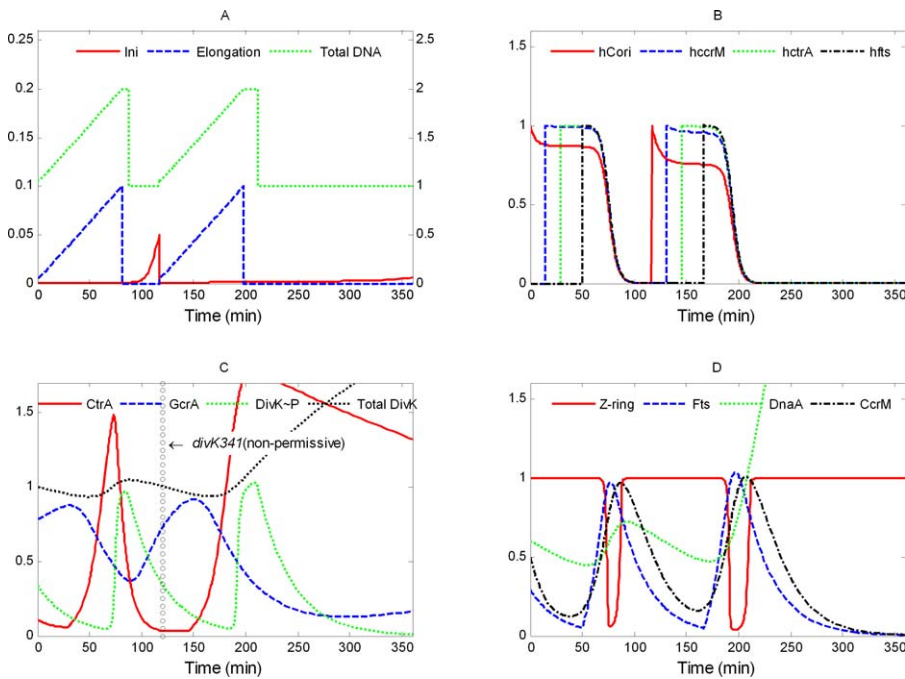 A
0.25
2.5
Ini Elongation Total DNA
0.2
2
0.15
1.5
0.1
1
0.05
0.5
0
0
0 50 100 150 200 250 300 350
Time (min)
B
1.5
hCori hccrM hctrA hfts
1
0.5
0
0 50 100 150 200 250 300 350
Time (min)
C
1.5
CtrA GcrA DivK~P Total DivK
← divK341(non-permissive)
1
0.5
0
0 50 100 150 200 250 300 350
Time (min)
D
1.5
Z-ring Fts DnaA CcrM
1
0.5
0
0 50 100 150 200 250 300 350
Time (min)